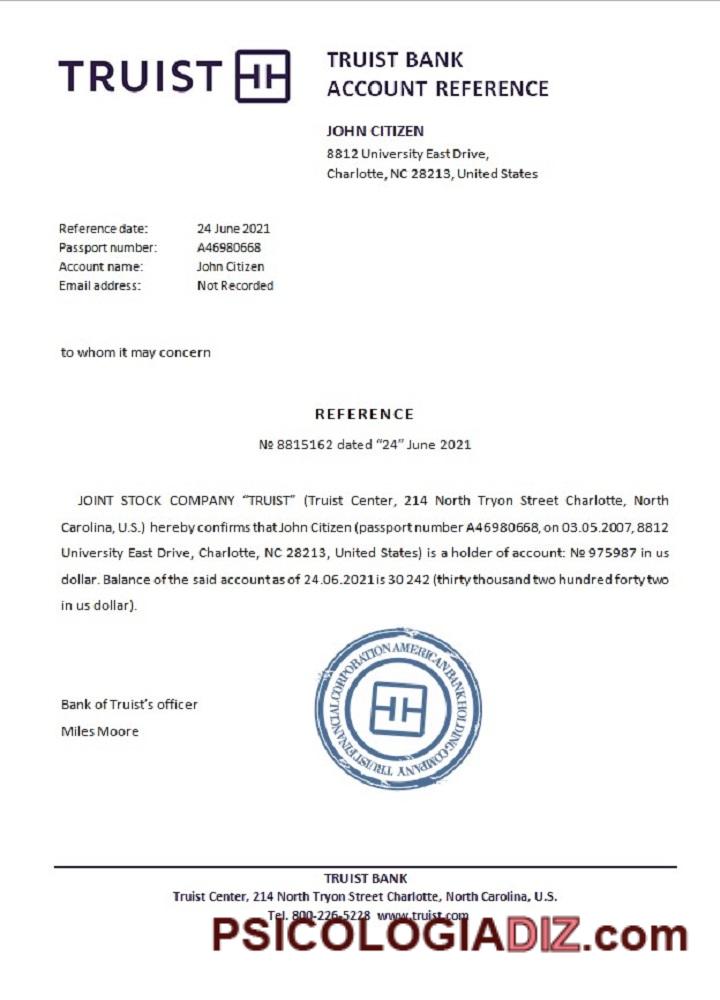 TRUIST
TRUIST BANK
ACCOUNT REFERENCE
JOHN CITIZEN
8812 University East Drive,
Charlotte, NC 28213, United States
Reference date: 24 June 2021
Passport number: A46980668
Account name: John Citizen
Email address: Not Recorded
to whom it may concern
REFERENCE
№ 8815162 dated “24” June 2021
JOINT STOCK COMPANY “TRUIST” (Truist Center, 214 North Tryon Street Charlotte, North
Carolina, U.S.) hereby confirms that John Citizen (passport number A46980668, on 03.05.2007, 8812
University East Drive, Charlotte, NC 28213, United States) is a holder of account: № 975987 in us
dollar. Balance of the said account as of 24.06.2021 is 30 242 (thirty thousand two hundred forty two
in us dollar).
Bank of Truist’s officer
Miles Moore
TRUIST FINANCIAL CORPORATION AMERICAN BANK HOLDING COMPANY
TRUIST BANK
Truist Center, 214 North Tryon Street Charlotte, North Carolina, U.S.
Tel. 800-226-5228 www.truist.com
PSICOLOGIADIZ.com